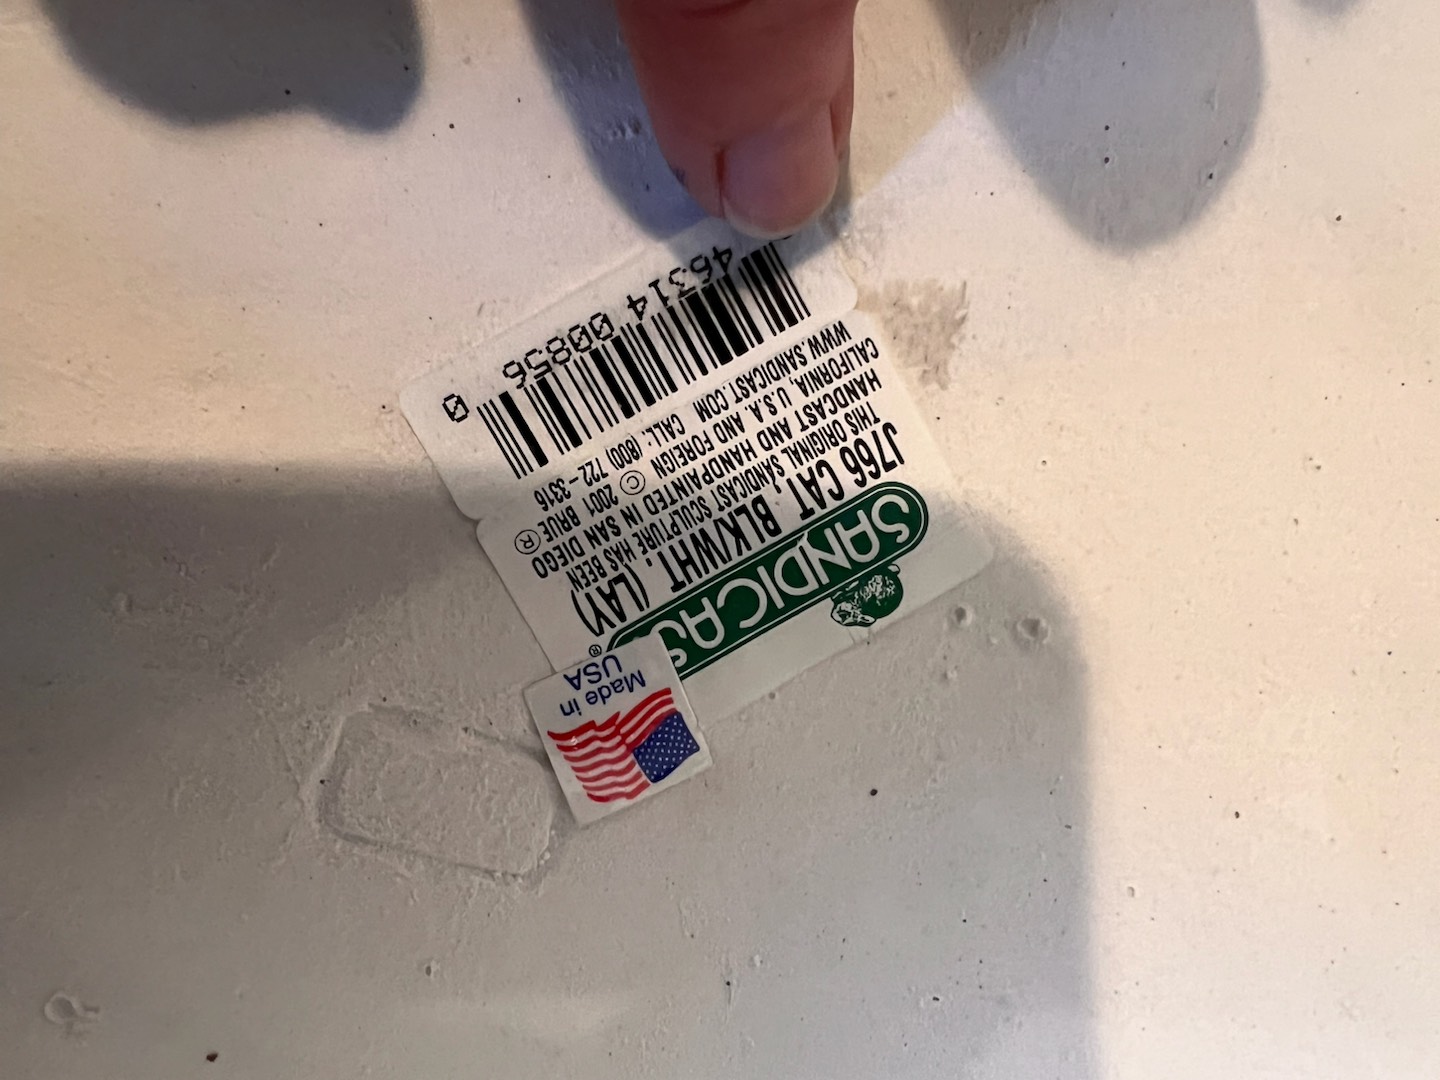 SANDICAS
®
J766 CAT, BLK/WHT, (LAY)
THIS ORIGINAL SANDICAST SCULPTURE HAS BEEN
HANDCAST AND HANDPAINTED IN SAN DIEGO
CALIFORNIA, U.S.A. AND FOREIGN © 2001 BRUE ®
WWW.SANDICAST.COM CALL: (800) 722-3316
46314 00856 0
Made in
USA